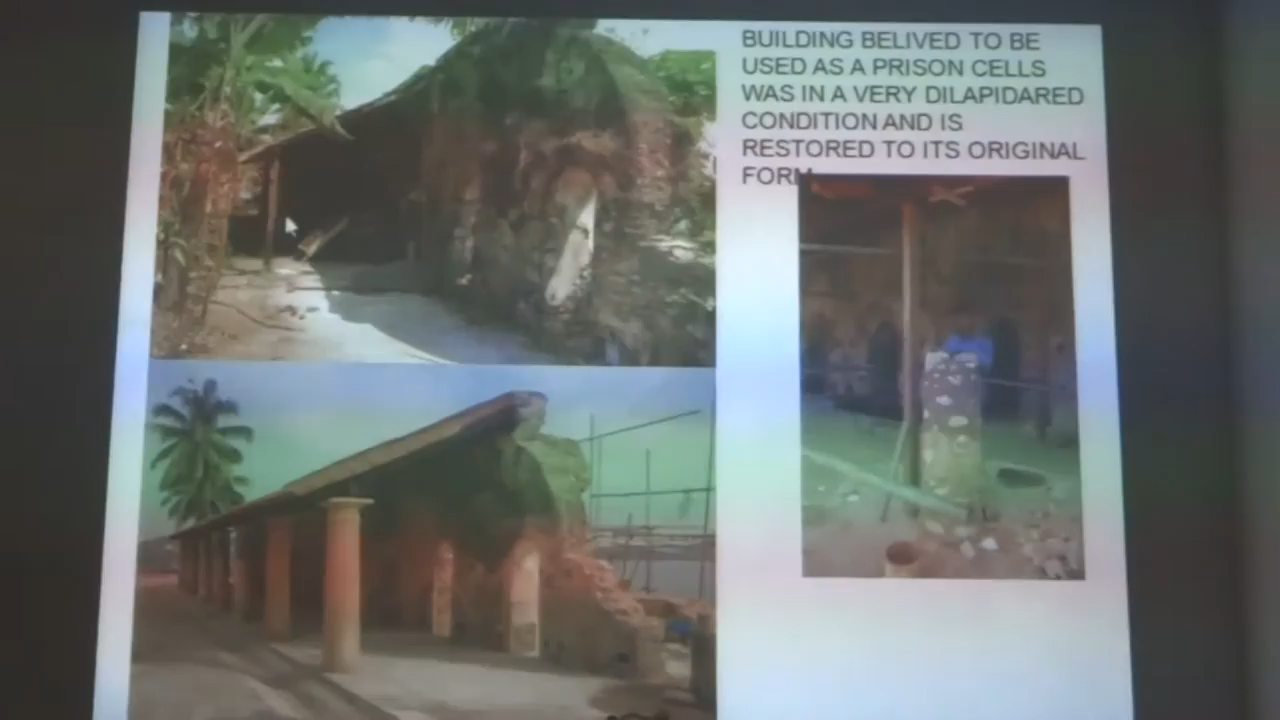 BUILDING BELIVED TO BE
USED AS A PRISON CELLS
WAS IN A VERY DILAPIDARED
CONDITION AND IS
RESTORED TO ITS ORIGINAL
FORM